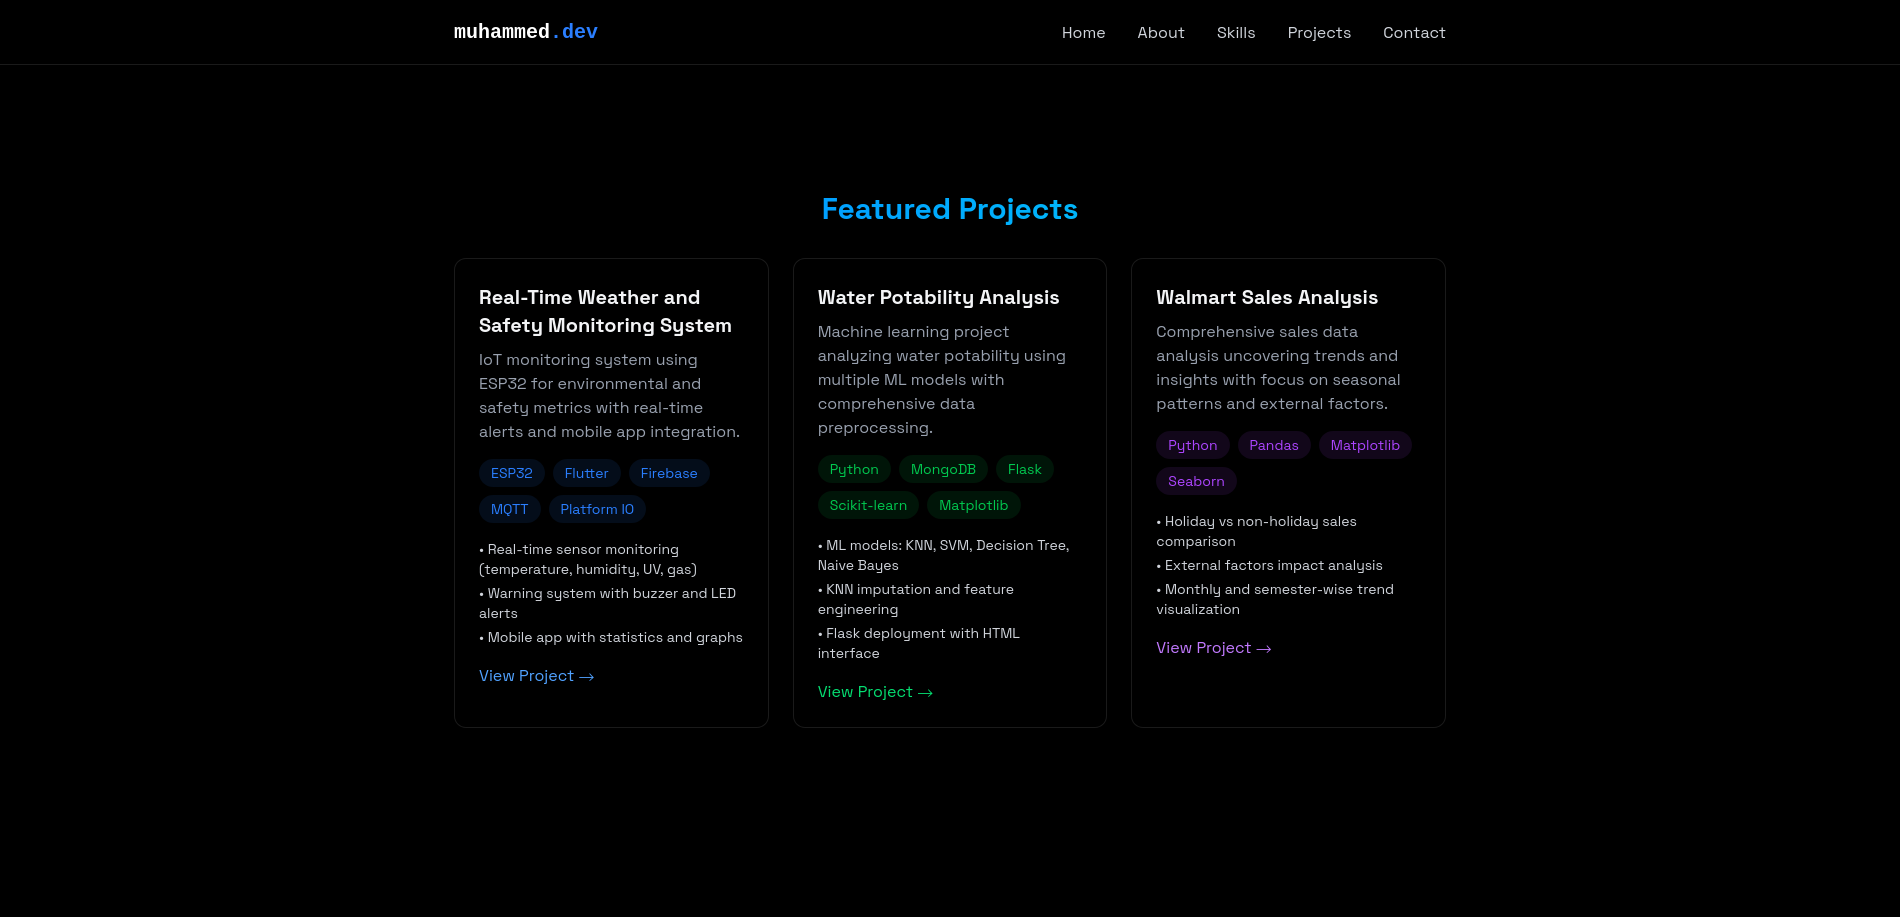 muhammed.dev
Home About Skills Projects Contact
Featured Projects
Real-Time Weather and
Safety Monitoring System
IoT monitoring system using
ESP32 for environmental and
safety metrics with real-time
alerts and mobile app integration.
ESP32 Flutter Firebase
MQTT Platform IO
• Real-time sensor monitoring
(temperature, humidity, UV, gas)
• Warning system with buzzer and LED
alerts
• Mobile app with statistics and graphs
View Project →
Water Potability Analysis
Machine learning project
analyzing water potability using
multiple ML models with
comprehensive data
preprocessing.
Python MongoDB Flask
Scikit-learn Matplotlib
• ML models: KNN, SVM, Decision Tree,
Naive Bayes
• KNN imputation and feature
engineering
• Flask deployment with HTML
interface
View Project →
Walmart Sales Analysis
Comprehensive sales data
analysis uncovering trends and
insights with focus on seasonal
patterns and external factors.
Python Pandas Matplotlib
Seaborn
• Holiday vs non-holiday sales
comparison
• External factors impact analysis
• Monthly and semester-wise trend
visualization
View Project →